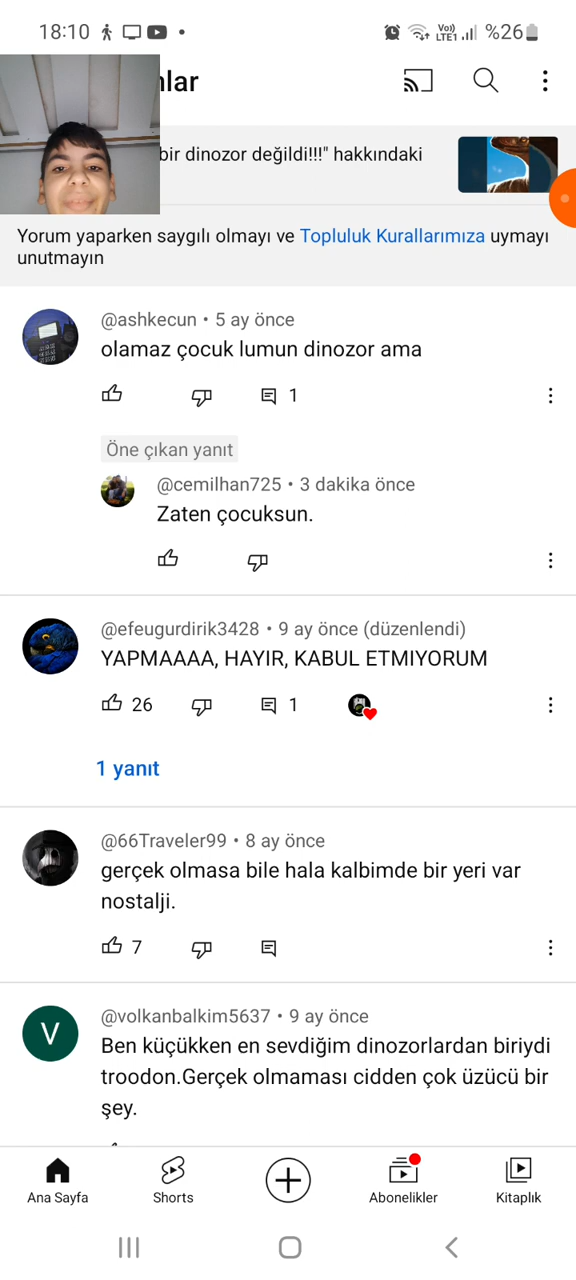 18:10
Vo)) LTE1 %26
nlar
bir dinozor değildi!!!" hakkındaki
Yorum yaparken saygılı olmayı ve Topluluk Kurallarımıza uymayı
unutmayın
@ashkecun • 5 ay önce
olamaz çocuk lumun dinozor ama
1
Öne çıkan yanıt
@cemilhan725 • 3 dakika önce
Zaten çocuksun.
@efeugurdirik3428 • 9 ay önce (düzenlendi)
YAPMAAAA, HAYIR, KABUL ETMIYORUM
26 1
1 yanıt
@66Traveler99 • 8 ay önce
gerçek olmasa bile hala kalbimde bir yeri var
nostalji.
7
V
@volkanbalkim5637 • 9 ay önce
Ben küçükken en sevdiğim dinozorlardan biriydi
troodon.Gerçek olmaması cidden çok üzücü bir
şey.
Ana Sayfa Shorts Abonelikler Kitaplık